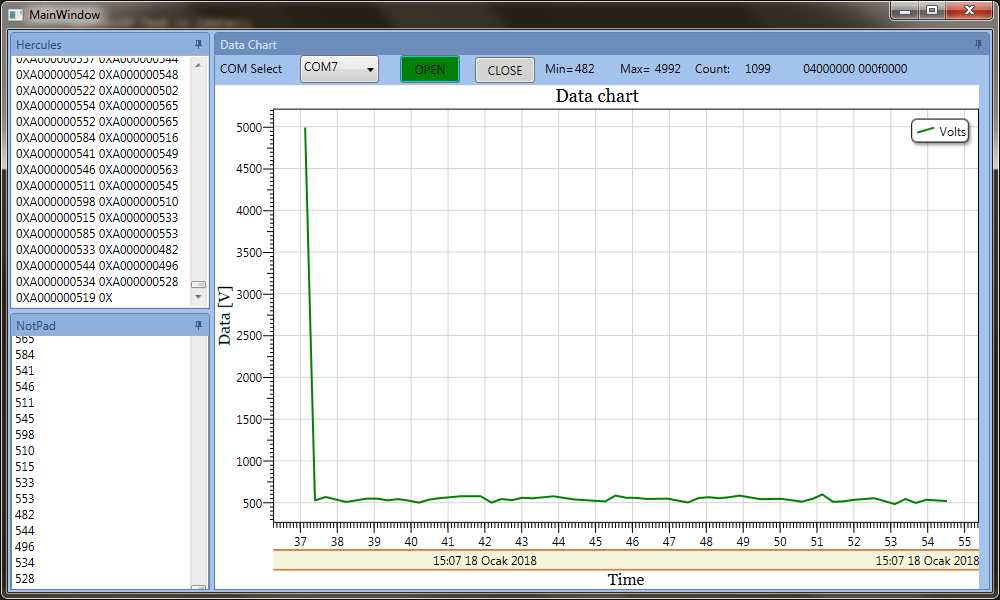 MainWindow
Hercules
0XA000000557 0XA000000544
0XA000000542 0XA000000548
0XA000000522 0XA000000502
0XA000000554 0XA000000565
0XA000000552 0XA000000565
0XA000000584 0XA000000516
0XA000000541 0XA000000549
0XA000000546 0XA000000563
0XA000000511 0XA000000545
0XA000000598 0XA000000510
0XA000000515 0XA000000533
0XA000000585 0XA000000553
0XA000000533 0XA000000482
0XA000000544 0XA000000496
0XA000000534 0XA000000528
0XA000000519 0X
NotPad
565
584
541
546
511
545
598
510
515
533
553
482
544
496
534
528
Data Chart
COM Select COM7 OPEN CLOSE Min= 482 Max= 4992 Count: 1099 04000000 000f0000
Data chart
Volts
5000
4500
4000
3500
3000
2500
2000
1500
1000
500
Data [V]
37 38 39 40 41 42 43 44 45 46 47 48 49 50 51 52 53 54 55
15:07 18 Ocak 2018 15:07 18 Ocak 2018
Time